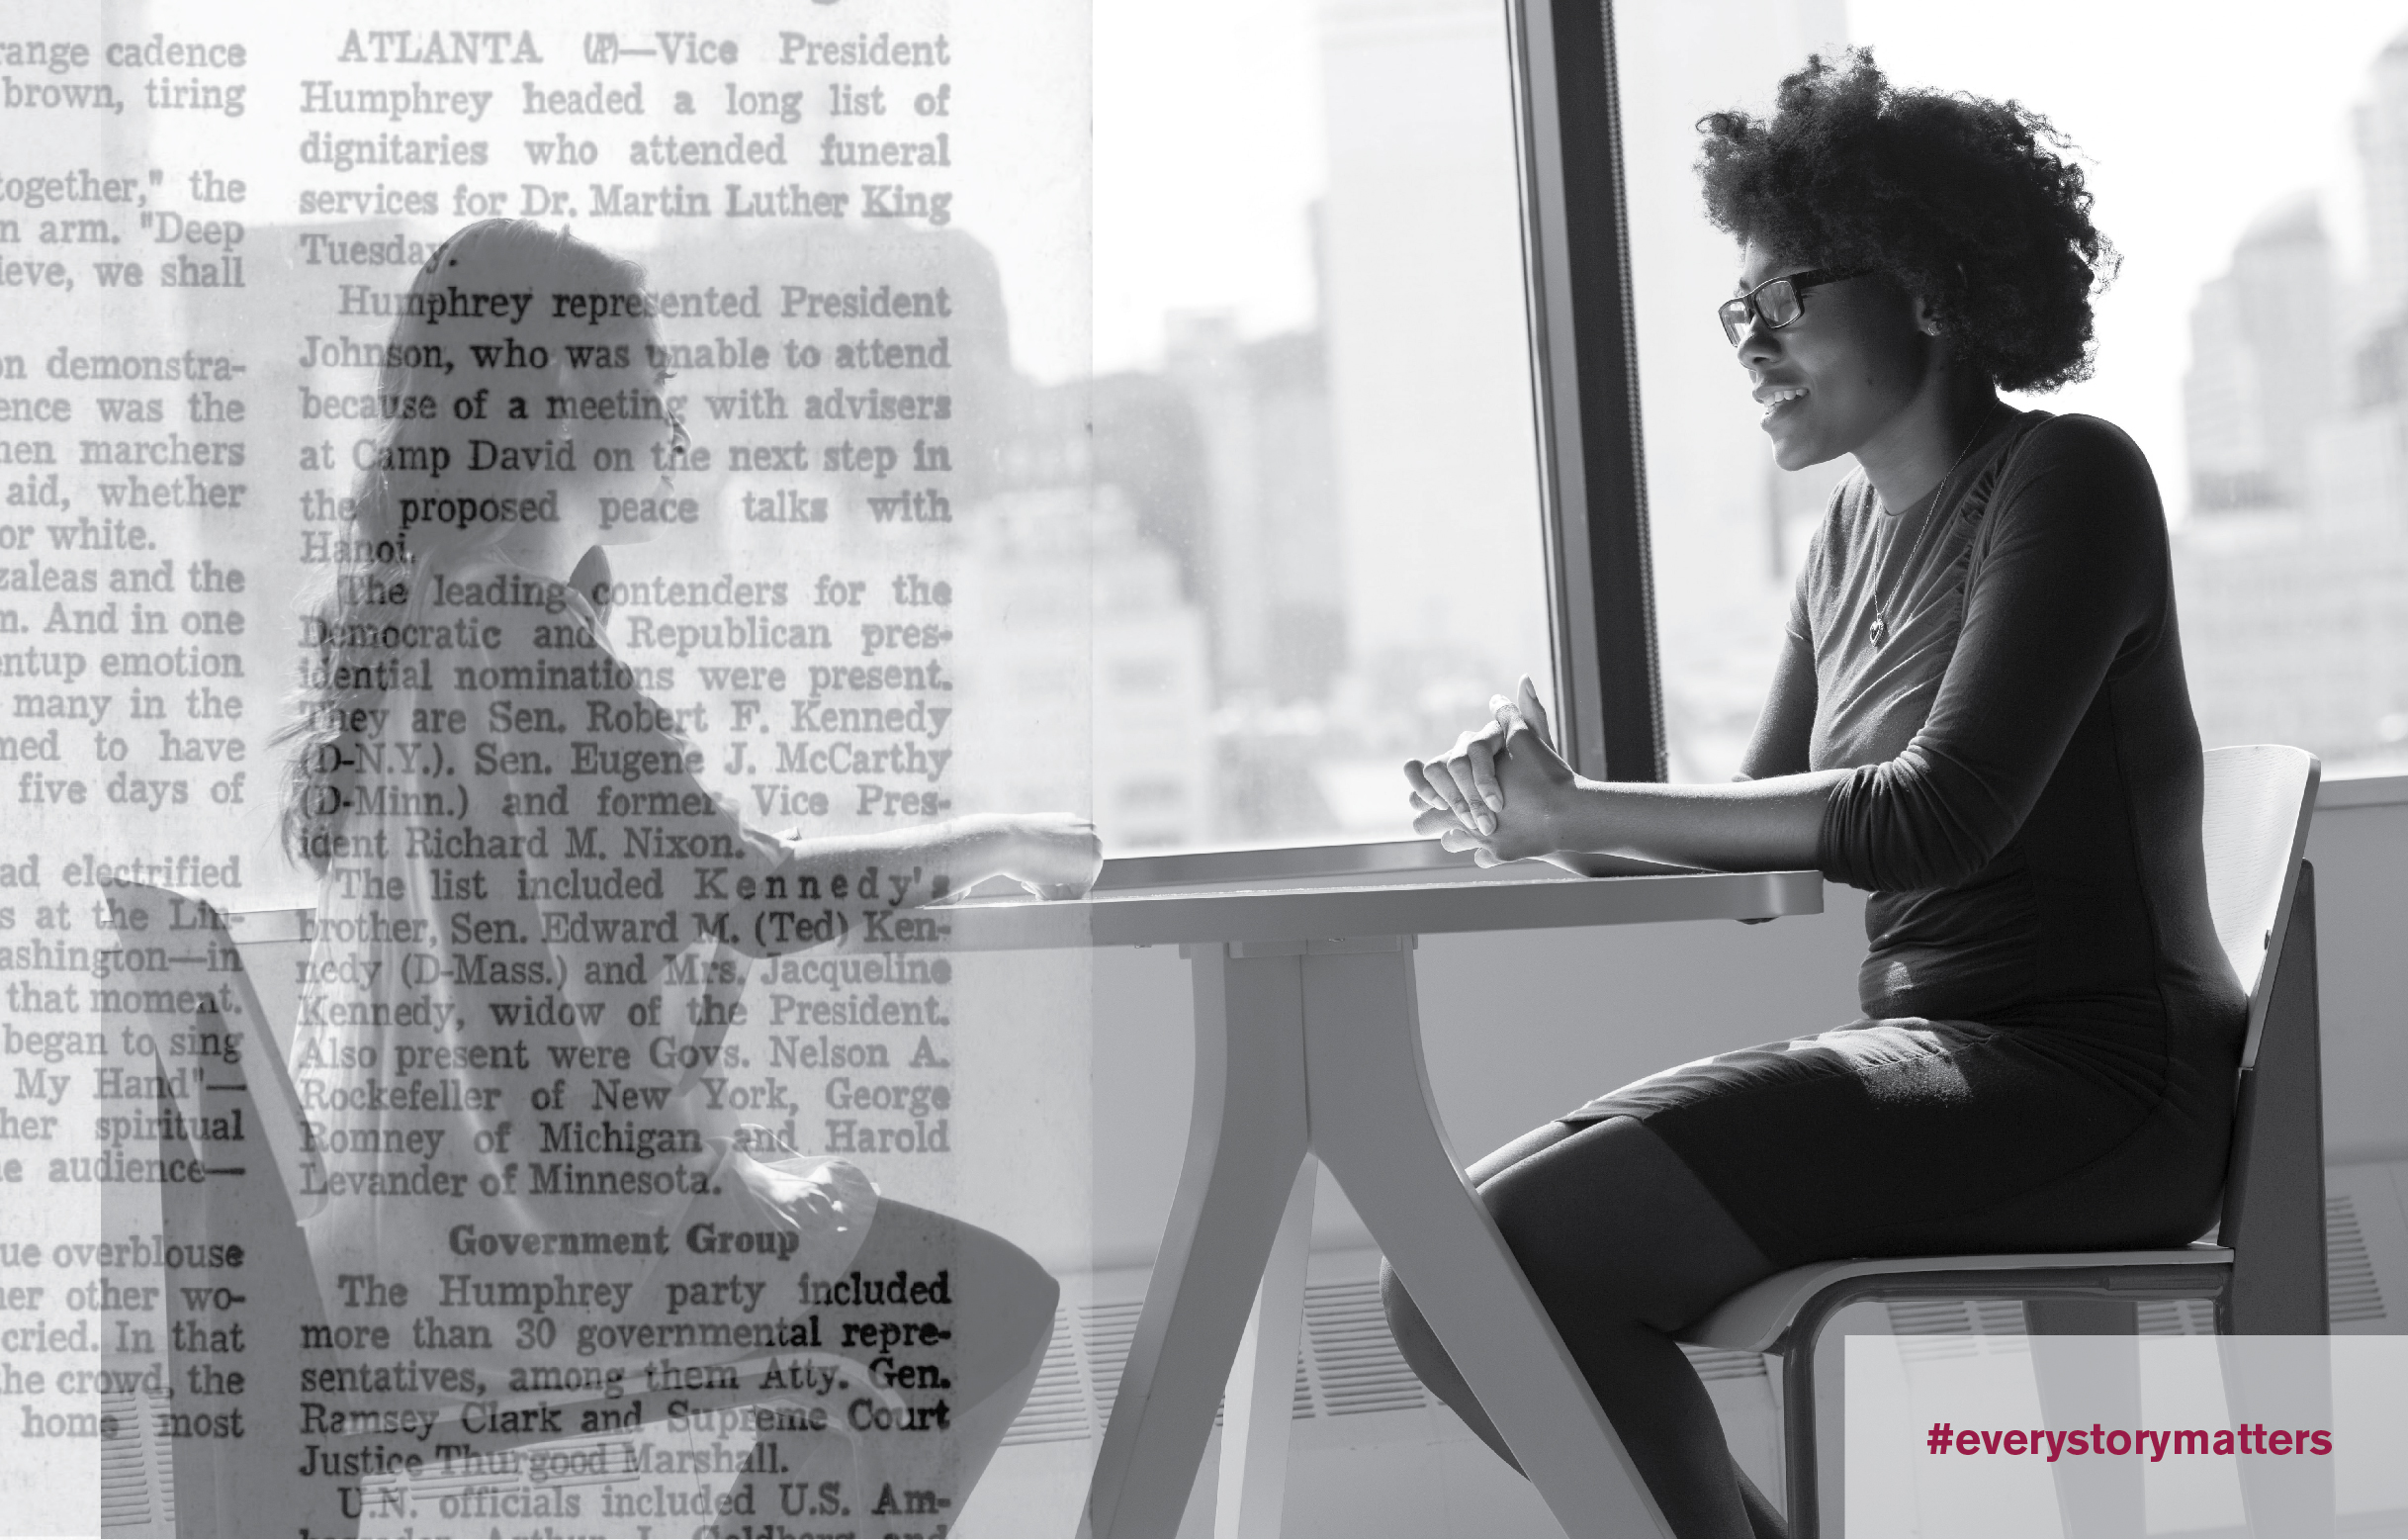 range cadence
brown, tiring
together," the
n arm. "Deep
ieve, we shall
on demonstra-
ence was the
hen marchers
aid, whether
or white.
zaleas and the
n. And in one
entup emotion
many in the
med to have
five days of
ad electrified
s at the Lin-
ashington—in
that moment.
began to sing
My Hand"—
her spiritual
e audience—
ue overblouse
her other wo-
cried. In that
he crowd, the
home most
ATLANTA (AP)—Vice President
Humphrey headed a long list of
dignitaries who attended funeral
services for Dr. Martin Luther King
Tuesday.
Humphrey represented President
Johnson, who was unable to attend
because of a meeting with advisers
at Camp David on the next step in
the proposed peace talks with
Hanoi.
The leading contenders for the
Democratic and Republican pres-
idential nominations were present.
They are Sen. Robert F. Kennedy
(D-N.Y.). Sen. Eugene J. McCarthy
(D-Minn.) and former Vice Pres-
ident Richard M. Nixon.
The list included Kennedy's
brother, Sen. Edward M. (Ted) Ken-
nedy (D-Mass.) and Mrs. Jacqueline
Kennedy, widow of the President.
Also present were Govs. Nelson A.
Rockefeller of New York, George
Romney of Michigan and Harold
Levander of Minnesota.
Government Group
The Humphrey party included
more than 30 governmental repre-
sentatives, among them Atty. Gen.
Ramsey Clark and Supreme Court
Justice Thurgood Marshall.
U.N. officials included U.S. Am-
#everystorymatters